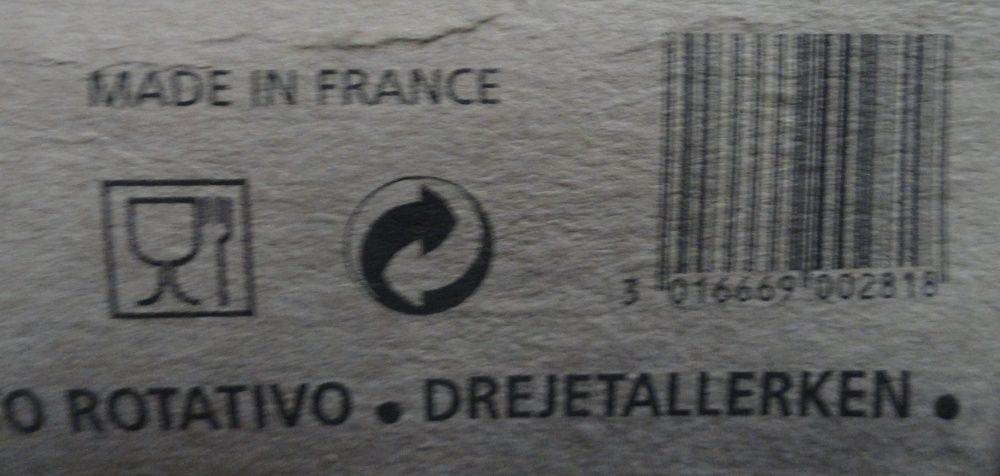 MADE IN FRANCE
3 016669 002818
O ROTATIVO • DREJETALLERKEN •